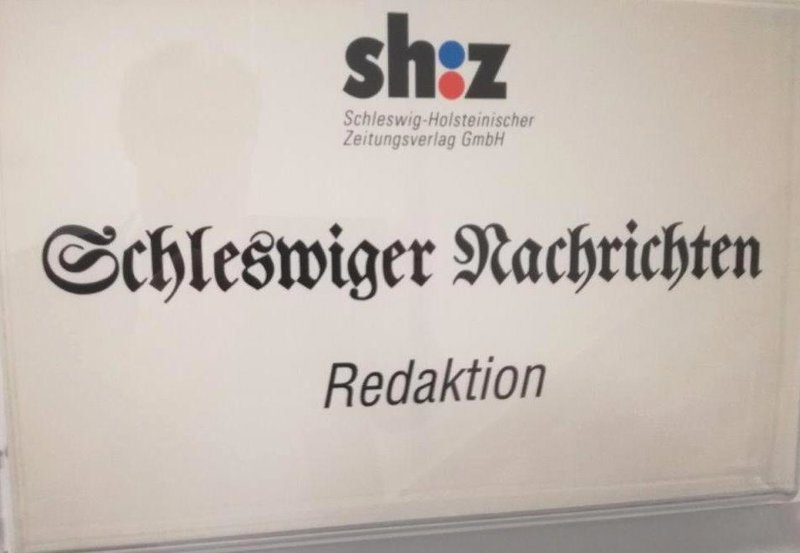 sh:z
Schleswig-Holsteinischer
Zeitungsverlag GmbH
Schleswiger Nachrichten
Redaktion